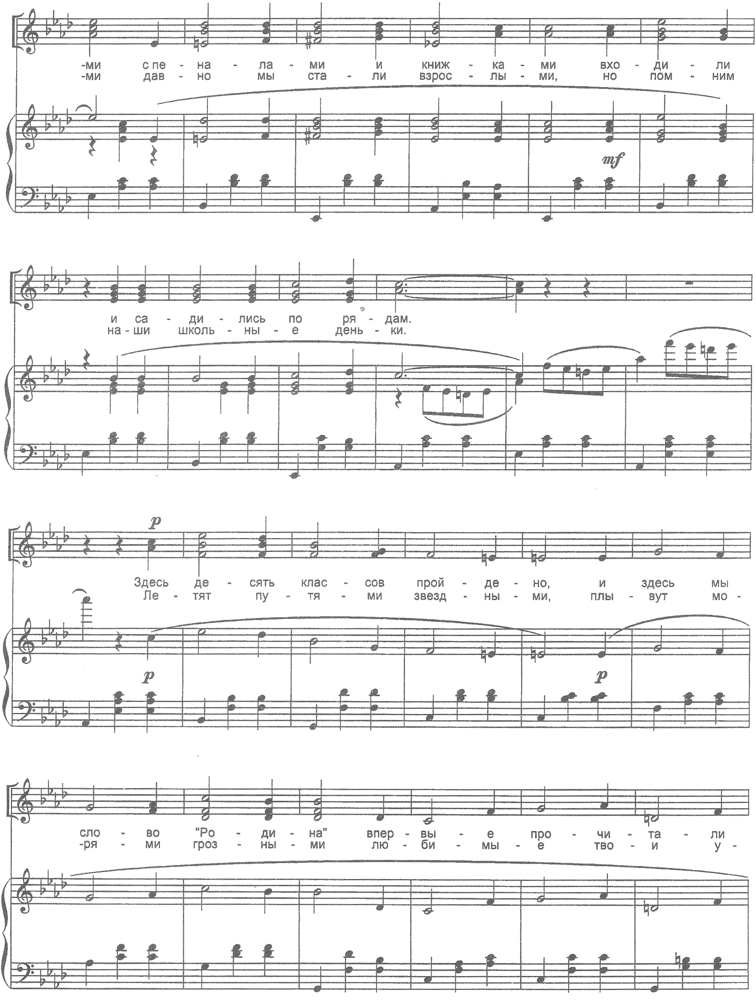 -ми с пе - на - ла - ми и книж - ка - ми вхо - ди - ли
-ми дав - но мы ста - ли взрос - лы - ми, но пом - ним
mf
и са - ди - лись по ря - дам.
на - ши школь - ны - е день - ки.
p
Здесь де - сять клас - сов прой - де - но, и здесь мы
Ле - тят пу - тя - ми звезд - ны - ми, плы - вут мо -
p p
сло - во “Ро - ди - на” впер - вы - е про - чи - та - ли
-ря - ми гроз - ны - ми лю - би - мы - е тво - и у -